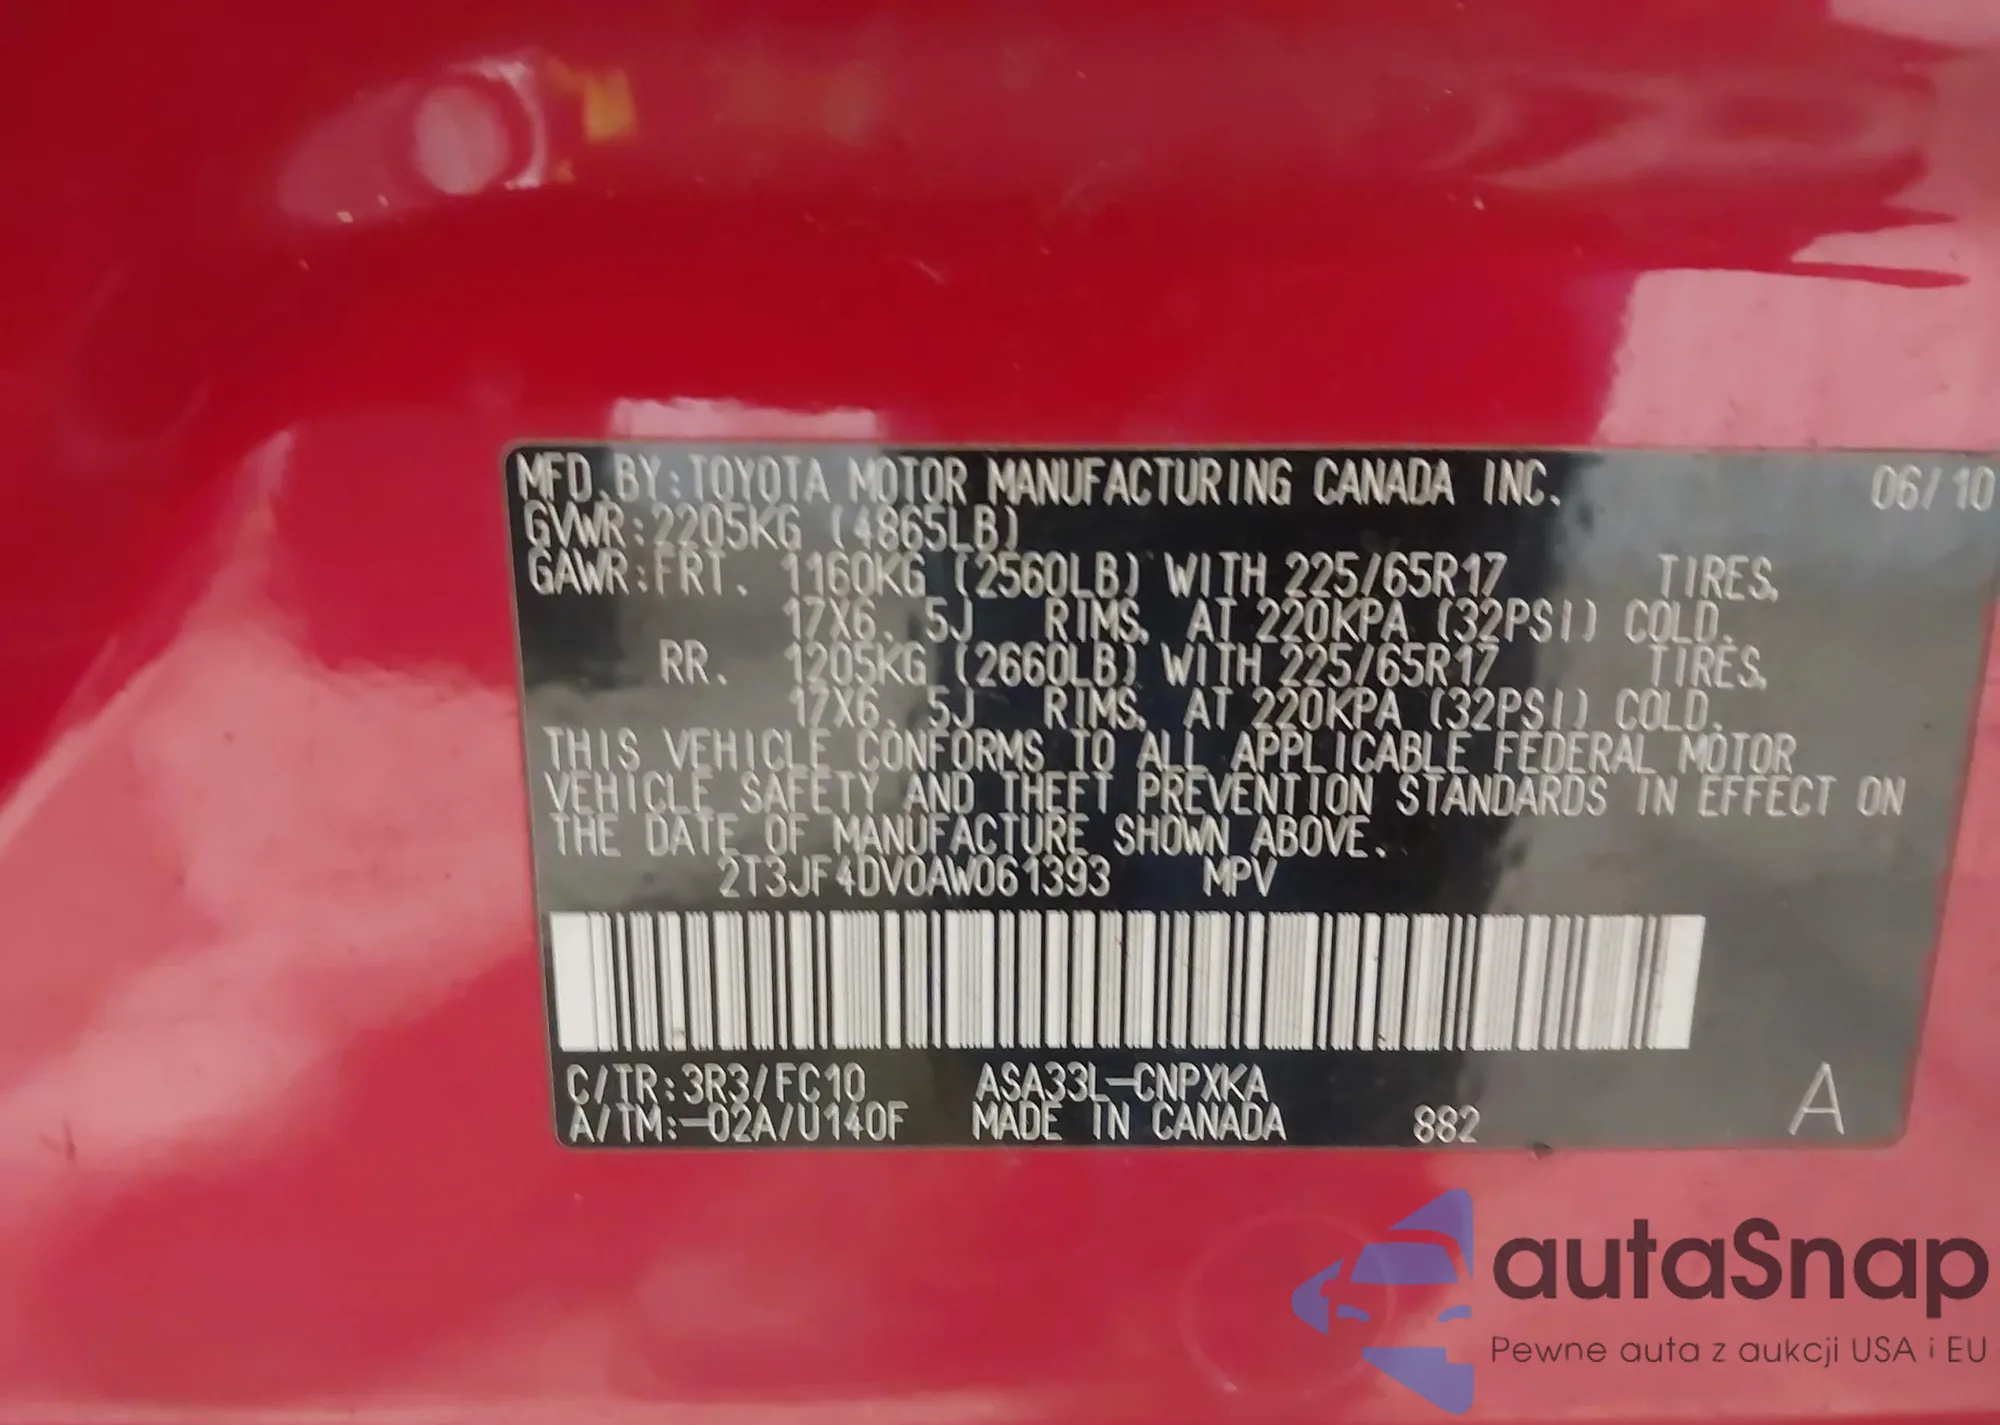 MFD. BY: TOYOTA MOTOR MANUFACTURING CANADA INC. 06/10
GVWR: 2205KG (4865LB)
GAWR: FRT. 1160KG (2560LB) WITH 225/65R17 TIRES,
17X6.5J RIMS, AT 220KPA (32PSI) COLD.
RR. 1205KG (2660LB) WITH 225/65R17 TIRES,
17X6.5J RIMS, AT 220KPA (32PSI) COLD.
THIS VEHICLE CONFORMS TO ALL APPLICABLE FEDERAL MOTOR
VEHICLE SAFETY AND THEFT PREVENTION STANDARDS IN EFFECT ON
THE DATE OF MANUFACTURE SHOWN ABOVE.
2T3JF4DV0AW061393 MPV
C/TR: 3R3/FC10 ASA33L-CNPXKA
A/TM: -02A/U140F MADE IN CANADA 882 A
autaSnap
Pewne auta z aukcji USA i EU